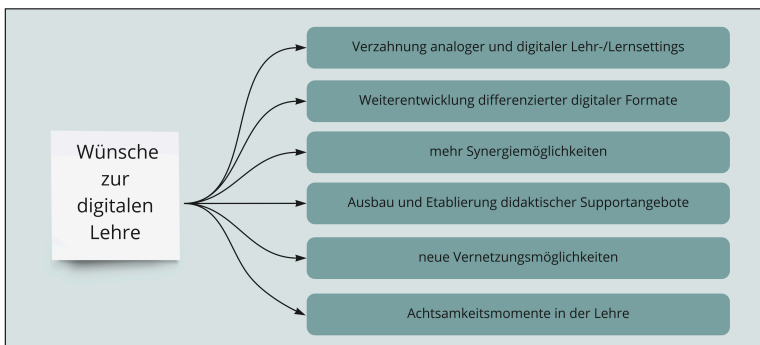 Wünsche
zur
digitalen
Lehre
Verzahnung analoger und digitaler Lehr-/Lernsettings
Weiterentwicklung differenzierter digitaler Formate
mehr Synergiemöglichkeiten
Ausbau und Etablierung didaktischer Supportangebote
neue Vernetzungsmöglichkeiten
Achtsamkeitsmomente in der Lehre